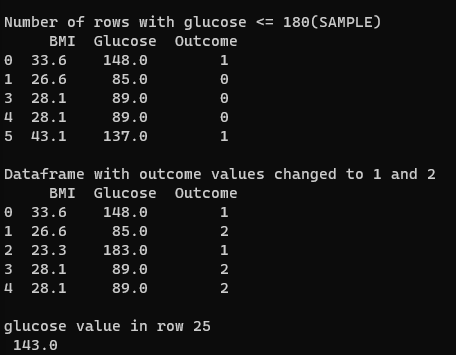 Number of rows with glucose <= 180(SAMPLE)
BMI Glucose Outcome
0 33.6 148.0 1
1 26.6 85.0 0
3 28.1 89.0 0
4 28.1 89.0 0
5 43.1 137.0 1
Dataframe with outcome values changed to 1 and 2
BMI Glucose Outcome
0 33.6 148.0 1
1 26.6 85.0 2
2 23.3 183.0 1
3 28.1 89.0 2
4 28.1 89.0 2
glucose value in row 25
143.0